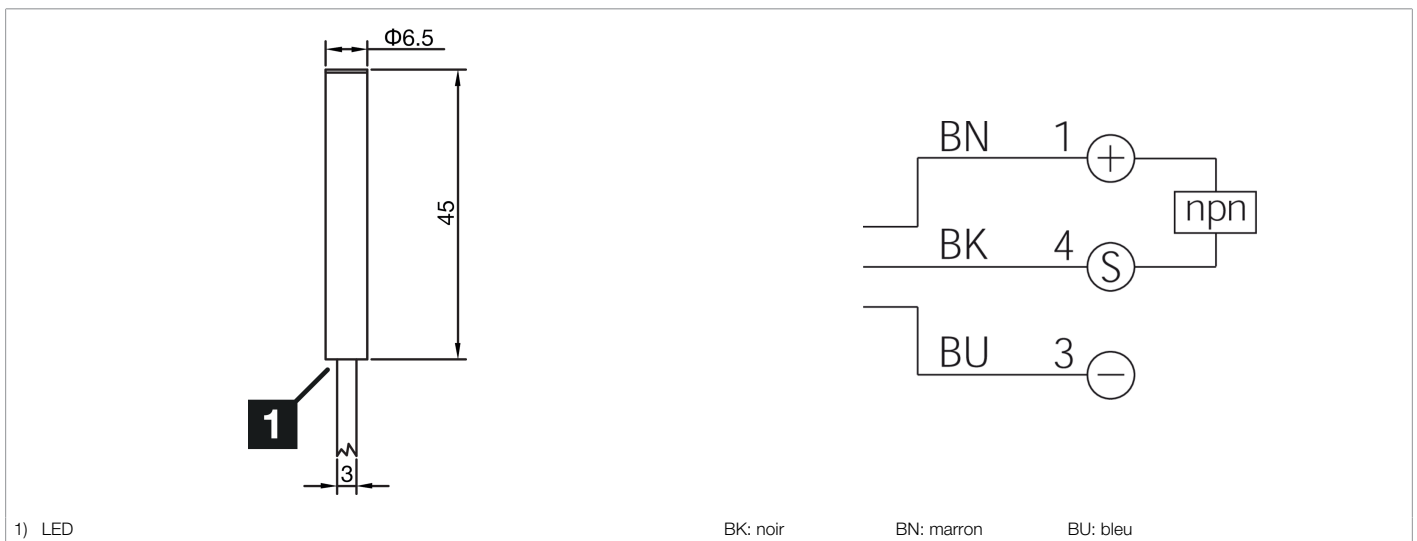 Φ6.5
45
1
3
BN 1 +
npn
BK 4 S
BU 3 −
1) LED
BK: noir BN: marron BU: bleu